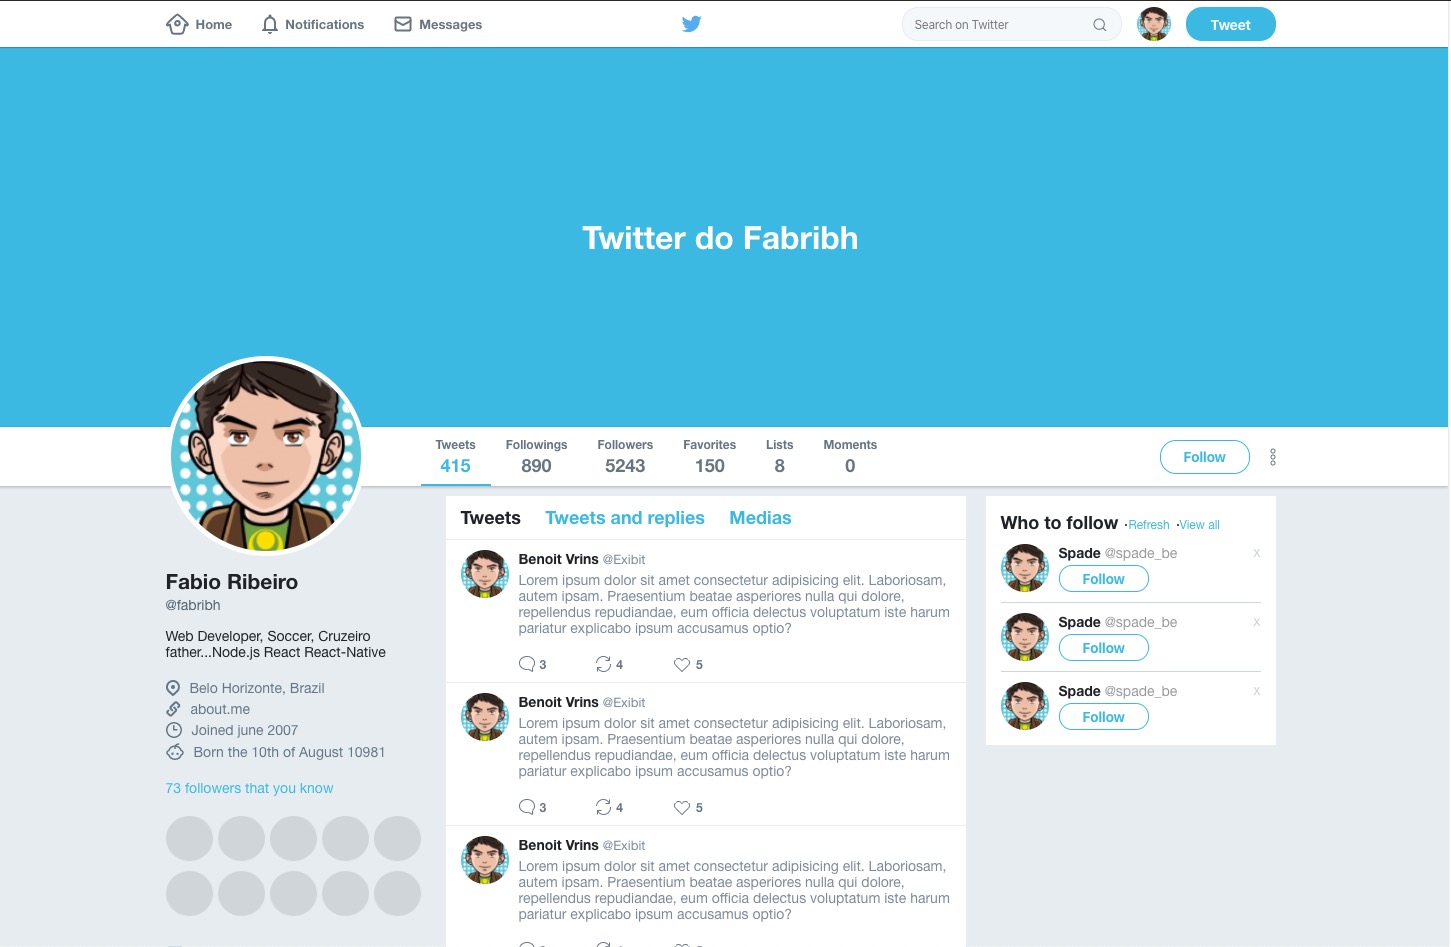 Home Notifications Messages Search on Twitter Tweet
Twitter do Fabribh
Tweets Followings Followers Favorites Lists Moments
415 890 5243 150 8 0
Follow
Fabio Ribeiro
@fabribh
Web Developer, Soccer, Cruzeiro
father...Node.js React React-Native
Belo Horizonte, Brazil
about.me
Joined june 2007
Born the 10th of August 10981
73 followers that you know
Tweets Tweets and replies Medias
Benoit Vrins @Exibit
Lorem ipsum dolor sit amet consectetur adipisicing elit. Laboriosam,
autem ipsam. Praesentium beatae asperiores nulla qui dolore,
repellendus repudiandae, eum officia delectus voluptatum iste harum
pariatur explicabo ipsum accusamus optio?
3 4 5
Benoit Vrins @Exibit
Lorem ipsum dolor sit amet consectetur adipisicing elit. Laboriosam,
autem ipsam. Praesentium beatae asperiores nulla qui dolore,
repellendus repudiandae, eum officia delectus voluptatum iste harum
pariatur explicabo ipsum accusamus optio?
3 4 5
Benoit Vrins @Exibit
Lorem ipsum dolor sit amet consectetur adipisicing elit. Laboriosam,
autem ipsam. Praesentium beatae asperiores nulla qui dolore,
repellendus repudiandae, eum officia delectus voluptatum iste harum
pariatur explicabo ipsum accusamus optio?
Who to follow ·Refresh ·View all
Spade @spade_be x
Follow
Spade @spade_be x
Follow
Spade @spade_be x
Follow